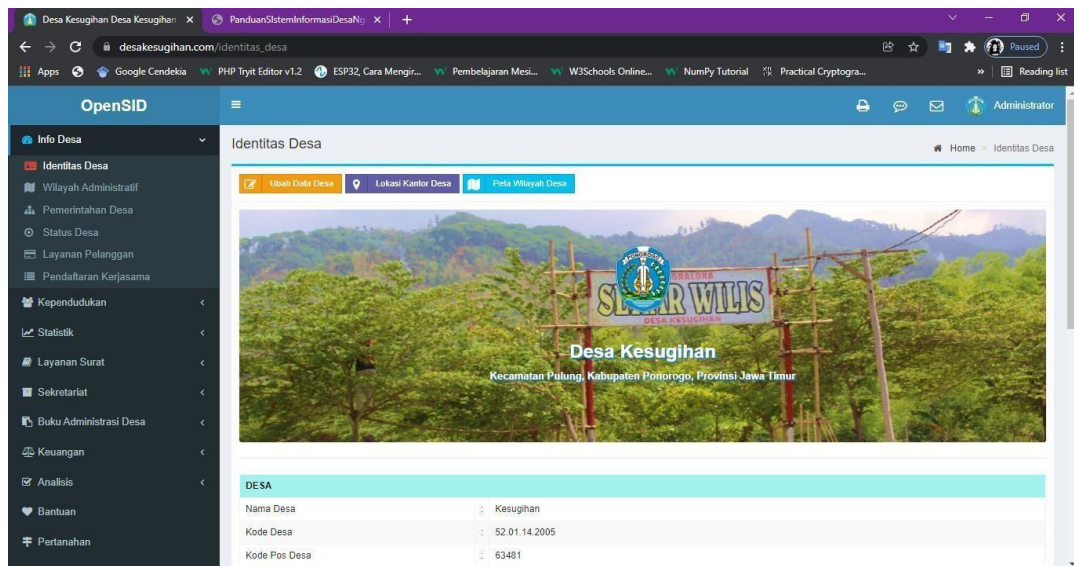 Desa Kesugihan Desa Kesugihan
PanduanSIstemInformasiDesaNg
desakesugihan.com/identitas_desa
Paused
Apps
Google Cendekia
PHP Tryit Editor v1.2
ESP32, Cara Mengir...
Pembelajaran Mesi...
W3Schools Online...
NumPy Tutorial
Practical Cryptogra...
»
Reading list
OpenSID
Administrator
Info Desa
Identitas Desa
Wilayah Administratif
Pemerintahan Desa
Status Desa
Layanan Pelanggan
Pendaftaran Kerjasama
Kependudukan
Statistik
Layanan Surat
Sekretariat
Buku Administrasi Desa
Keuangan
Analisis
Bantuan
Pertanahan
Identitas Desa
Home > Identitas Desa
Ubah Data Desa
Lokasi Kantor Desa
Peta Wilayah Desa
PONOROGO
WILIS
DESA KESUGIHAN
Desa Kesugihan
Kecamatan Pulung, Kabupaten Ponorogo, Provinsi Jawa Timur
DESA
Nama Desa : Kesugihan
Kode Desa : 52.01.14.2005
Kode Pos Desa : 63481